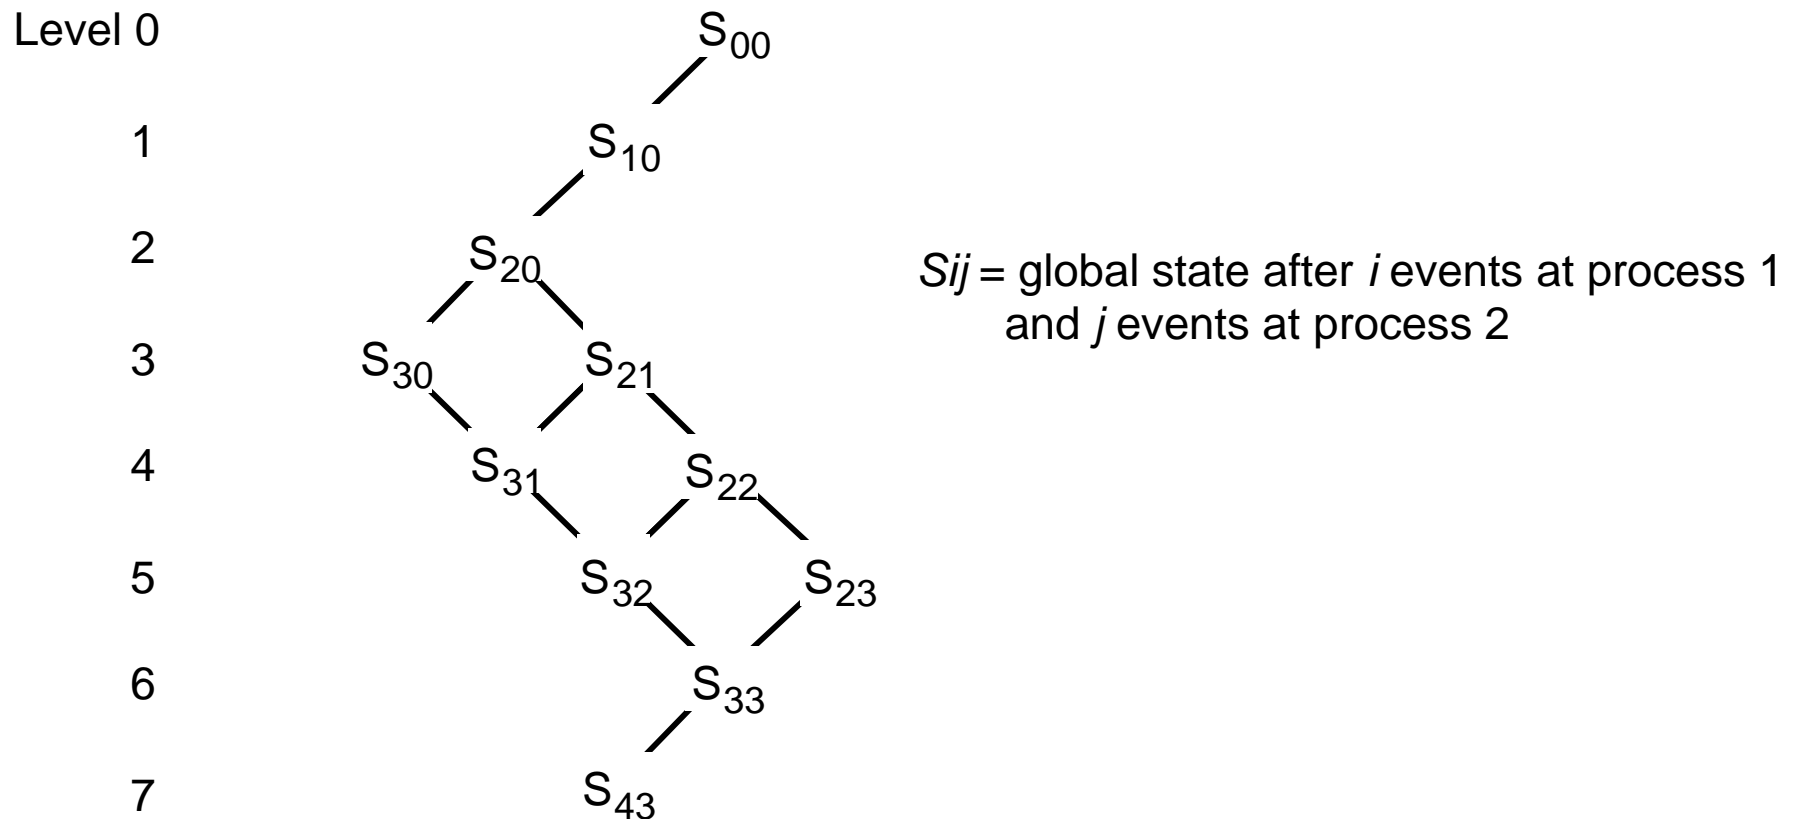 Level 0
S00
1
S10
2
S20
Sij = global state after i events at process 1
and j events at process 2
3
S30
S21
4
S31
S22
5
S32
S23
6
S33
7
S43